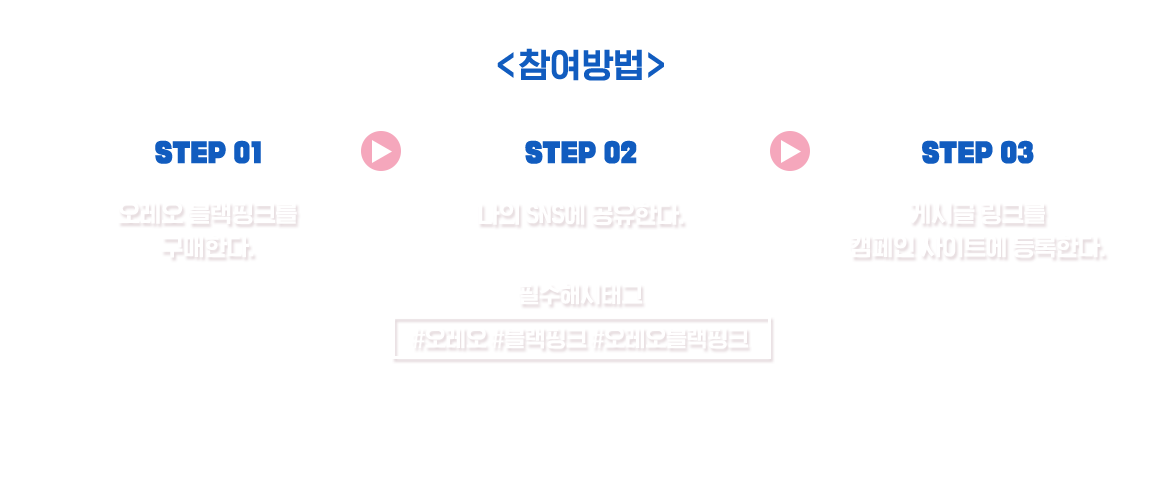 <참여방법>
STEP 01
오레오 블랙핑크를
구매한다.
STEP 02
나의 SNS에 공유한다.
필수해시태그
#오레오 #블랙핑크 #오레오블랙핑크
STEP 03
게시글 링크를
캠페인 사이트에 등록한다.